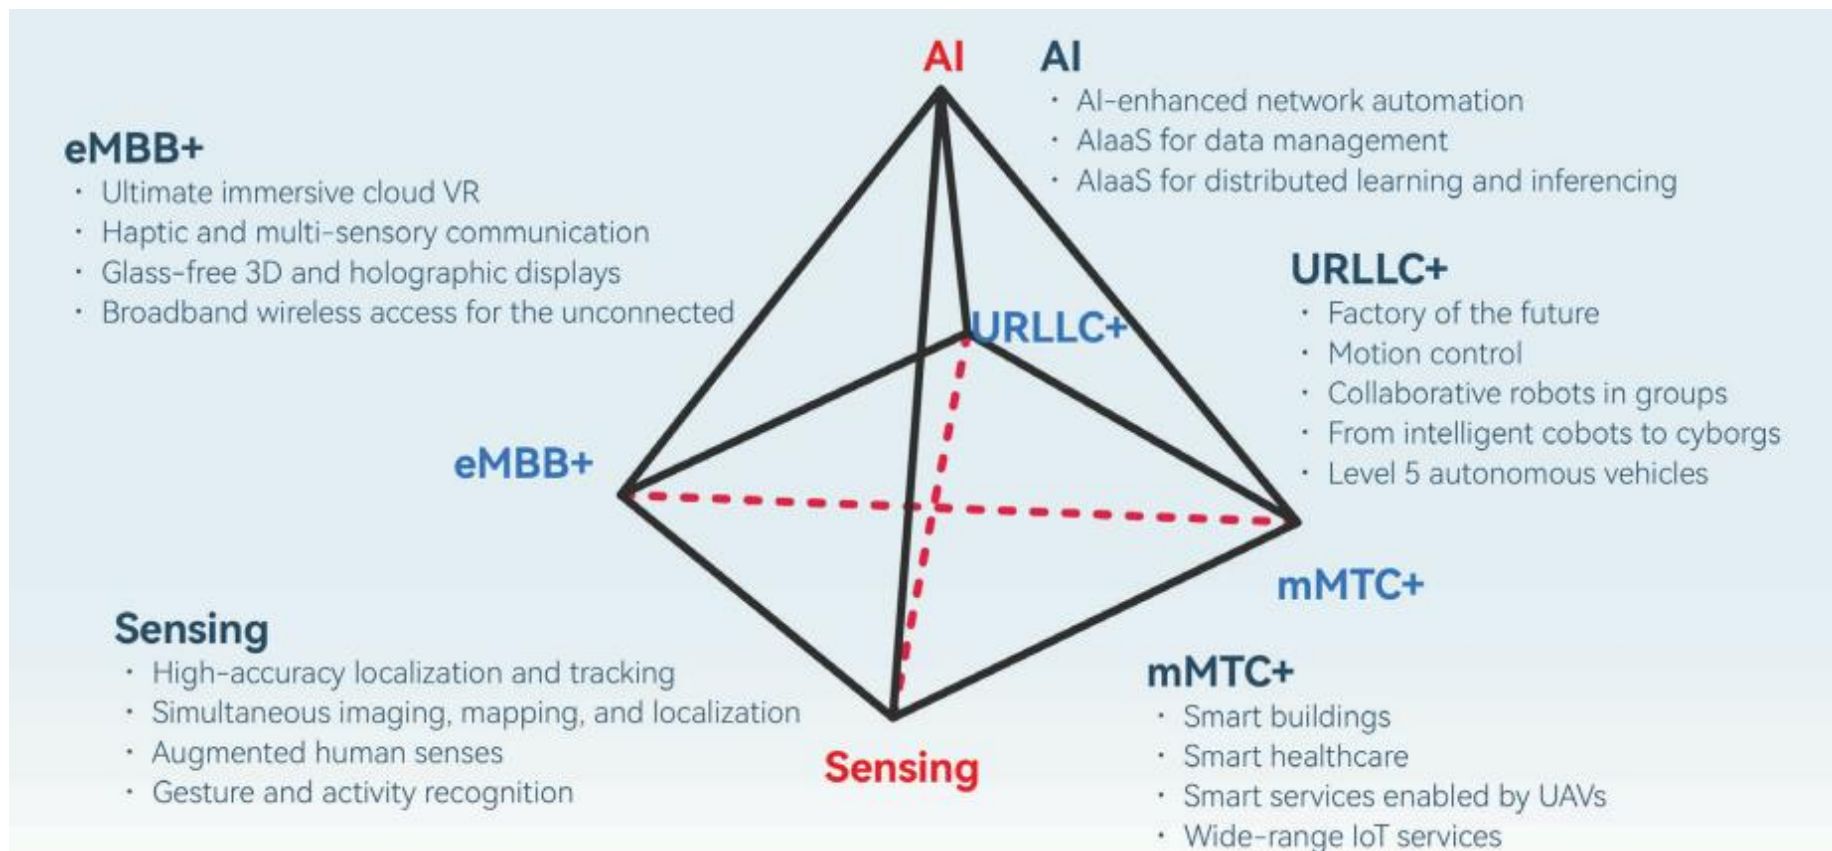 AI
AI
· AI-enhanced network automation
· AIaaS for data management
· AIaaS for distributed learning and inferencing
eMBB+
· Ultimate immersive cloud VR
· Haptic and multi-sensory communication
· Glass-free 3D and holographic displays
· Broadband wireless access for the unconnected
URLLC+
· Factory of the future
· Motion control
· Collaborative robots in groups
· From intelligent cobots to cyborgs
· Level 5 autonomous vehicles
URLLC+
eMBB+
mMTC+
Sensing
· High-accuracy localization and tracking
· Simultaneous imaging, mapping, and localization
· Augmented human senses
· Gesture and activity recognition
Sensing
mMTC+
· Smart buildings
· Smart healthcare
· Smart services enabled by UAVs
· Wide-range IoT services